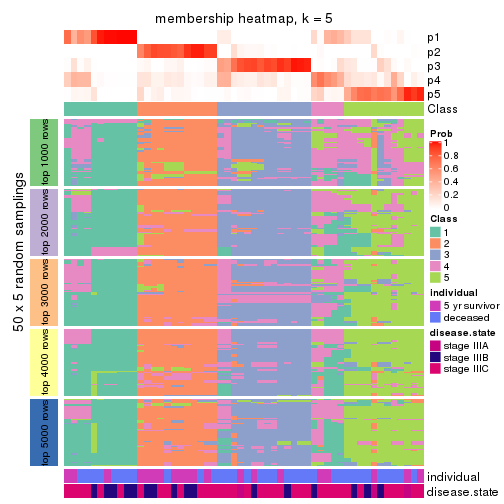 membership heatmap, k = 5
p1
p2
p3
p4
p5
Class
50 x 5 random samplings
top 1000 rows
top 2000 rows
top 3000 rows
top 4000 rows
top 5000 rows
Prob
1
0.8
0.6
0.4
0.2
0
Class
1
2
3
4
5
individual
5 yr survivor
deceased
disease.state
stage IIIA
stage IIIB
stage IIIC
individual
disease.state